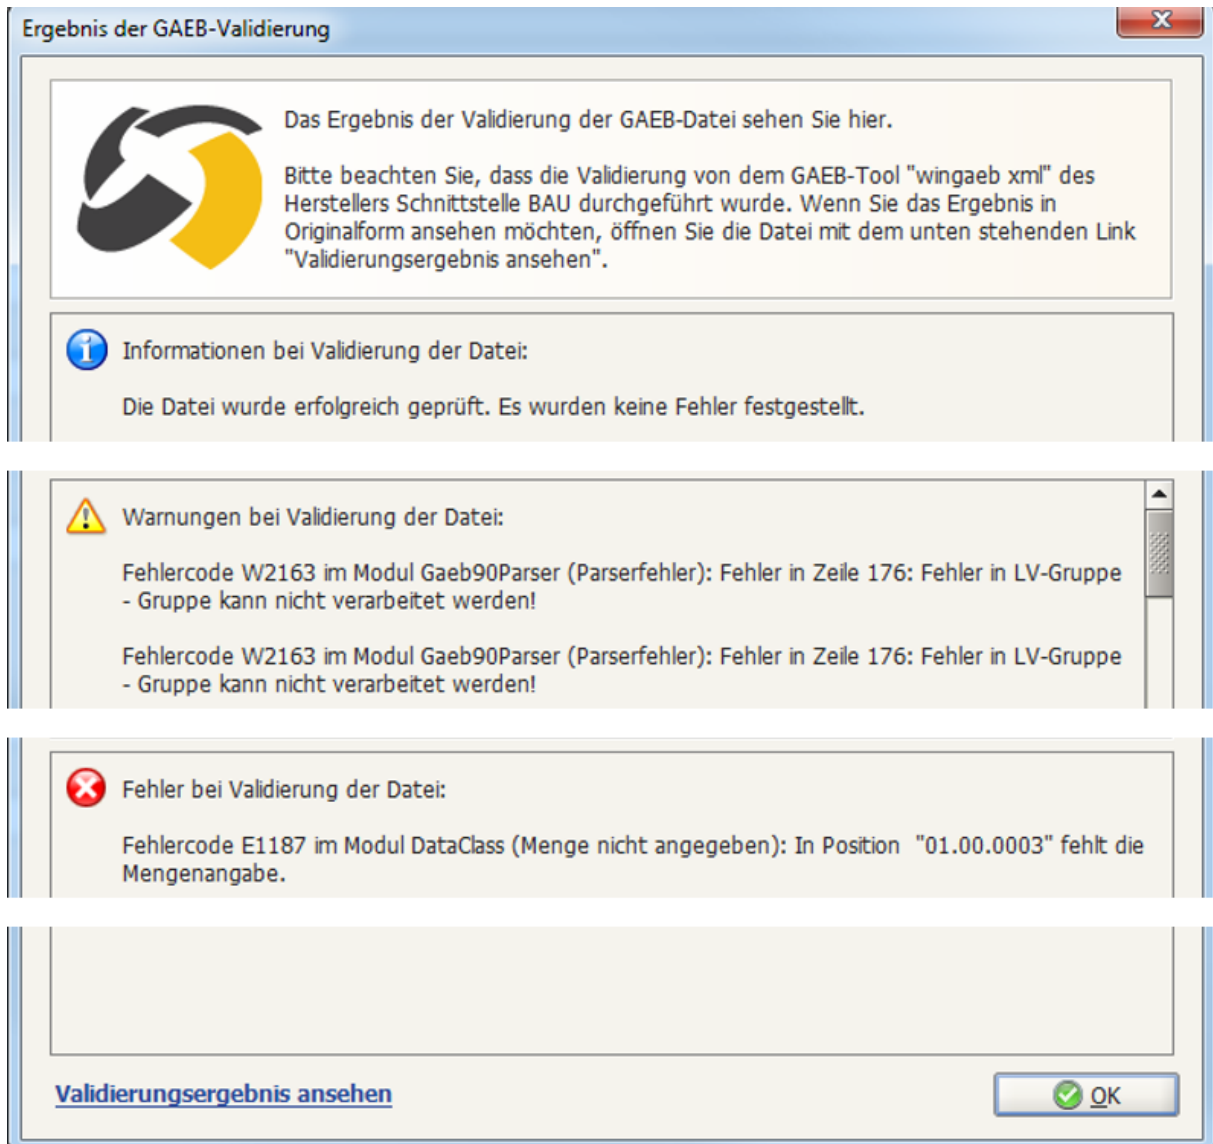 Ergebnis der GAEB-Validierung
Das Ergebnis der Validierung der GAEB-Datei sehen Sie hier.
Bitte beachten Sie, dass die Validierung von dem GAEB-Tool "wingaeb xml" des
Herstellers Schnittstelle BAU durchgeführt wurde. Wenn Sie das Ergebnis in
Originalform ansehen möchten, öffnen Sie die Datei mit dem unten stehenden Link
"Validierungsergebnis ansehen".
Informationen bei Validierung der Datei:
Die Datei wurde erfolgreich geprüft. Es wurden keine Fehler festgestellt.
Warnungen bei Validierung der Datei:
Fehlercode W2163 im Modul Gaeb90Parser (Parserfehler): Fehler in Zeile 176: Fehler in LV-Gruppe
- Gruppe kann nicht verarbeitet werden!
Fehlercode W2163 im Modul Gaeb90Parser (Parserfehler): Fehler in Zeile 176: Fehler in LV-Gruppe
- Gruppe kann nicht verarbeitet werden!
Fehler bei Validierung der Datei:
Fehlercode E1187 im Modul DataClass (Menge nicht angegeben): In Position  "01.00.0003" fehlt die
Mengenangabe.
Validierungsergebnis ansehen
OK